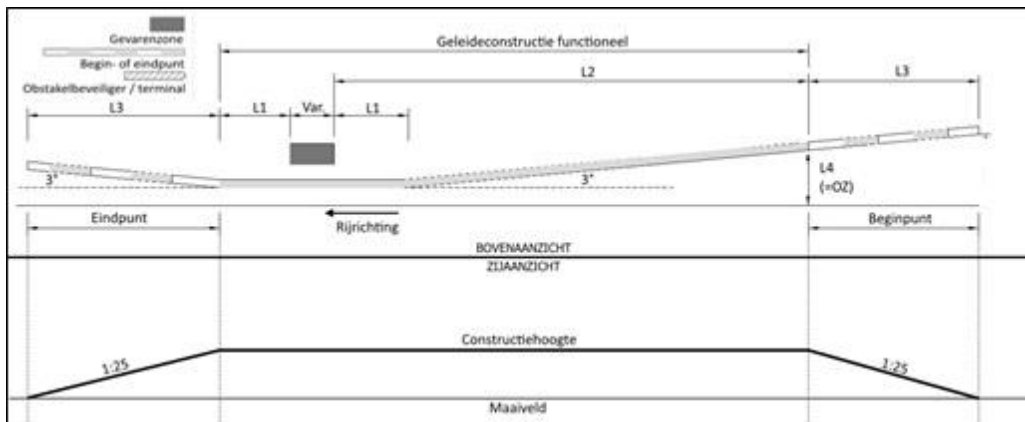 Gevarenzone
Begin- of eindpunt
Obstakelbeveiliger / terminal
Geleideconstructie functioneel
L2
L3
L3
L1
Var.
L1
3°
3°
L4
(=OZ)
Eindpunt
Rijrichting
Beginpunt
BOVENAANZICHT
ZIJAANZICHT
Constructiehoogte
1:25
1:25
Maaiveld